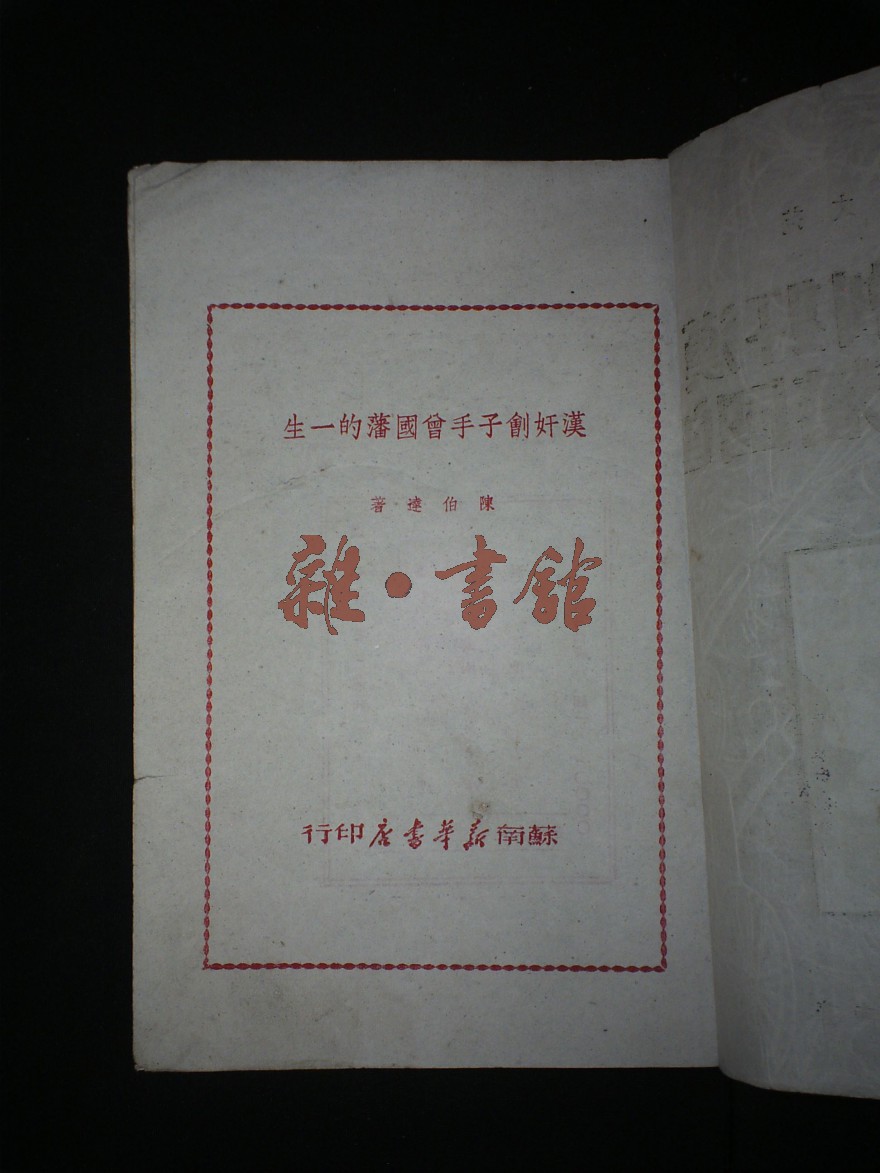 漢奸劊子手曾國藩的一生
陳伯達著
雜·書館
蘇南新華書店印行